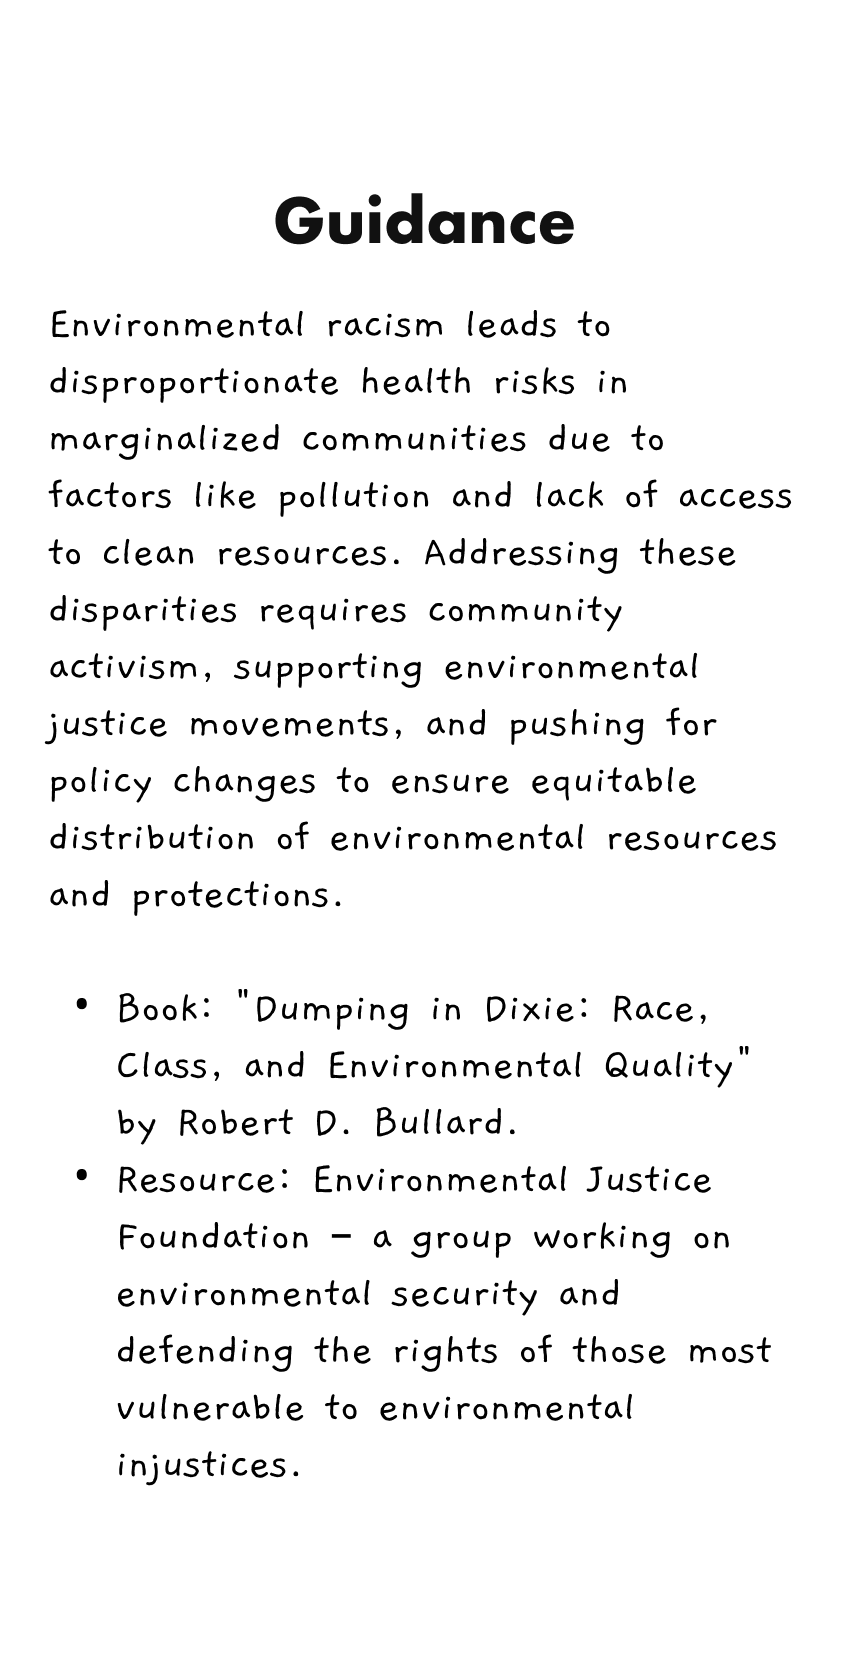 Guidance
Environmental racism leads to
disproportionate health risks in
marginalized communities due to
factors like pollution and lack of access
to clean resources. Addressing these
disparities requires community
activism, supporting environmental
justice movements, and pushing for
policy changes to ensure equitable
distribution of environmental resources
and protections.
• Book: "Dumping in Dixie: Race,
Class, and Environmental Quality"
by Robert D. Bullard.
• Resource: Environmental Justice
Foundation – a group working on
environmental security and
defending the rights of those most
vulnerable to environmental
injustices.